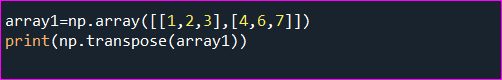 array1=np.array([[1,2,3],[4,6,7]])
print(np.transpose(array1))